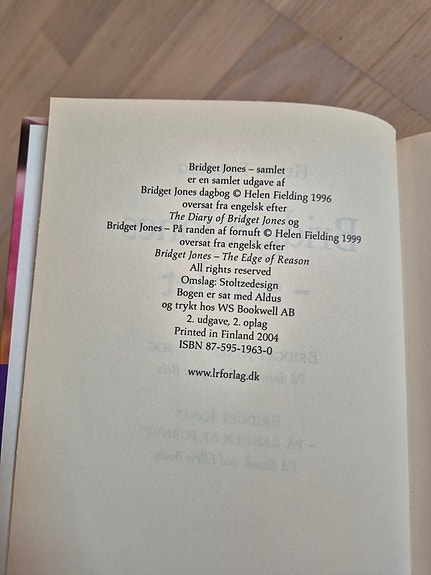 Bridget Jones – samlet
er en samlet udgave af
Bridget Jones dagbog © Helen Fielding 1996
oversat fra engelsk efter
The Diary of Bridget Jones og
Bridget Jones – På randen af fornuft © Helen Fielding 1999
oversat fra engelsk efter
Bridget Jones – The Edge of Reason
All rights reserved
Omslag: Stoltzedesign
Bogen er sat med Aldus
og trykt hos WS Bookwell AB
2. udgave, 2. oplag
Printed in Finland 2004
ISBN 87-595-1963-0
www.lrforlag.dk